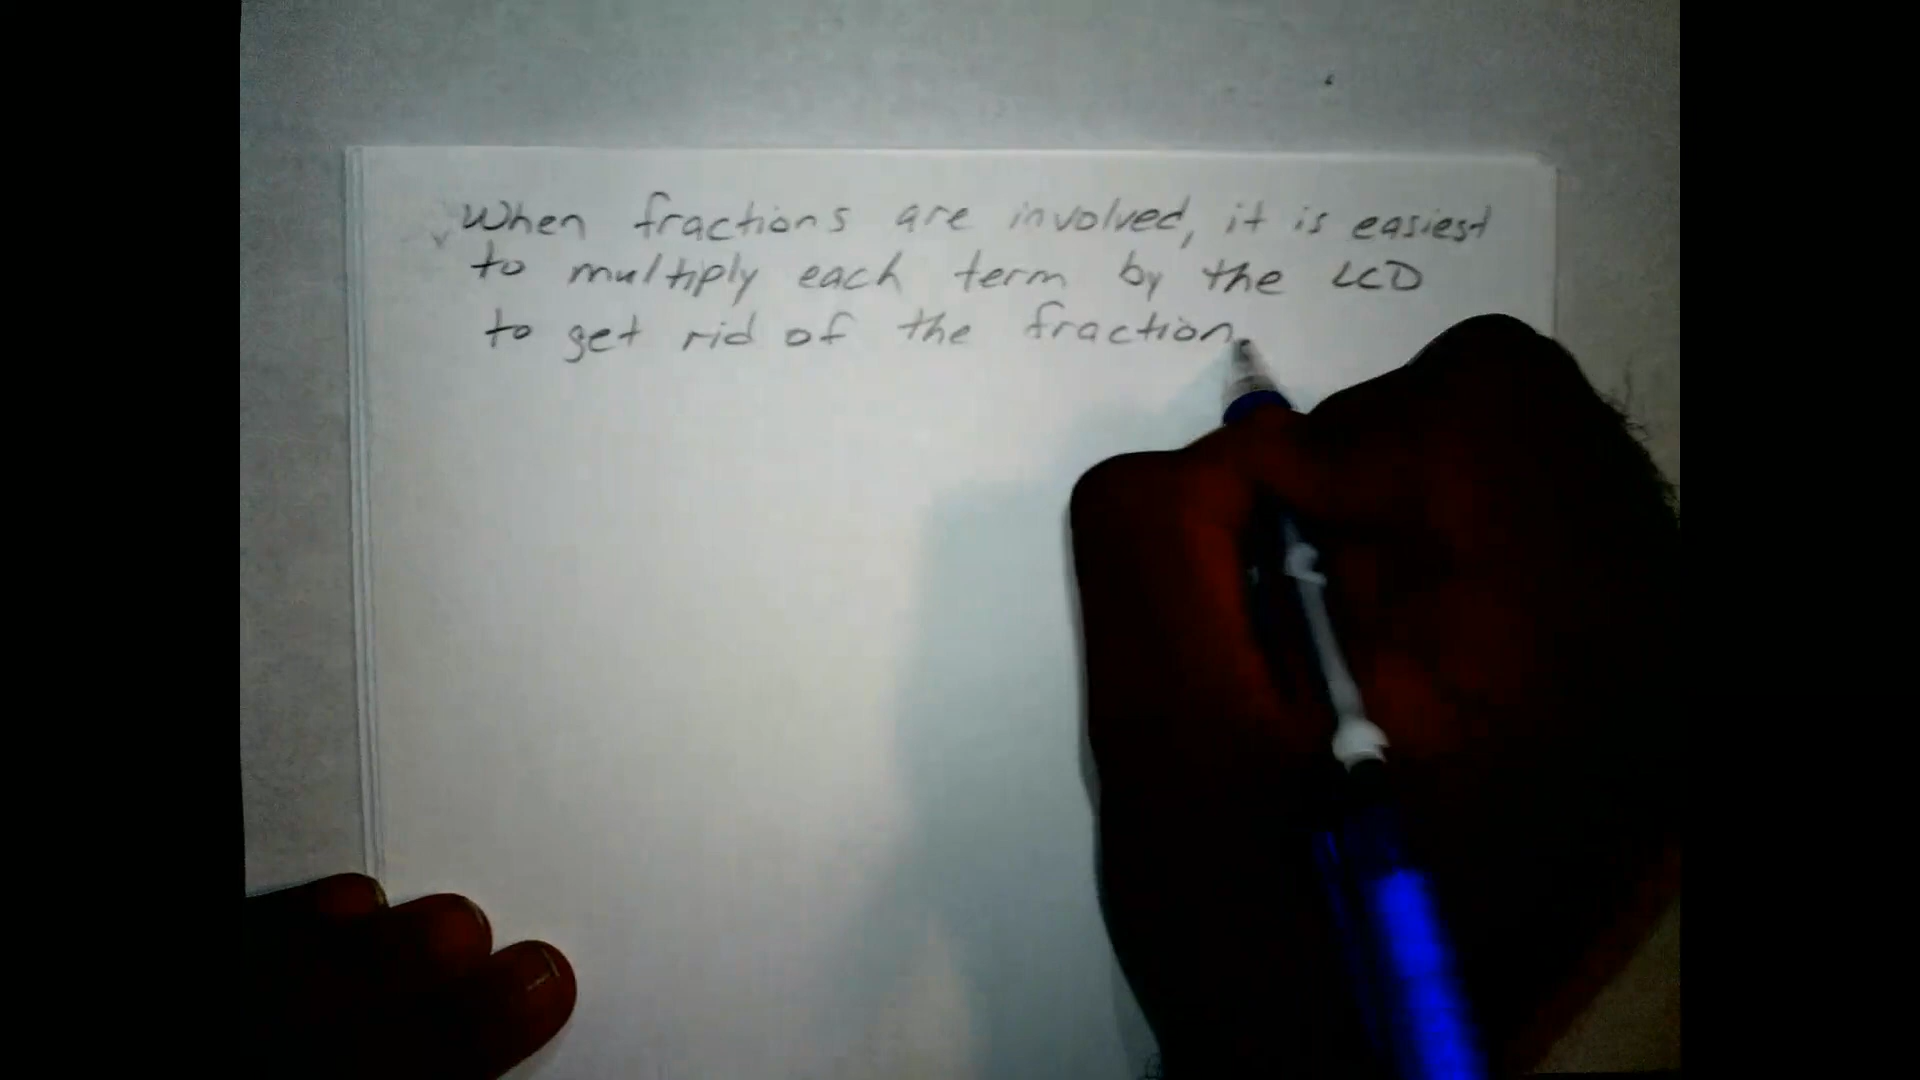 When fractions are involved, it is easiest
to multiply each term by the LCD
to get rid of the fraction.